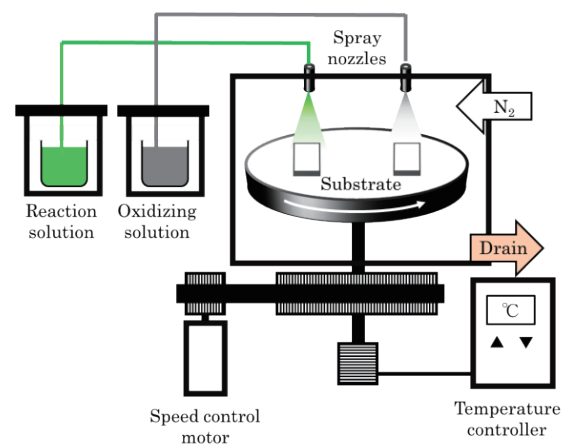 Spray
nozzles
N₂
Substrate
Reaction
solution
Oxidizing
solution
Drain
℃
Speed control
motor
Temperature
controller